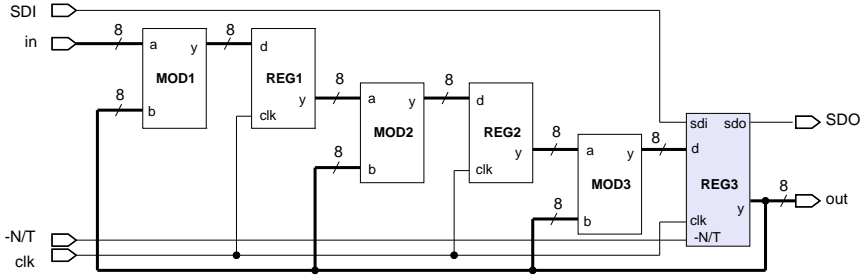 SDI
in
8
a
y
MOD1
8
b
8
d
REG1
y
clk
8
a
y
MOD2
8
b
8
d
REG2
clk
y
8
a
y
MOD3
8
b
8
sdi
sdo
d
REG3
y
clk
-N/T
SDO
8
out
-N/T
clk